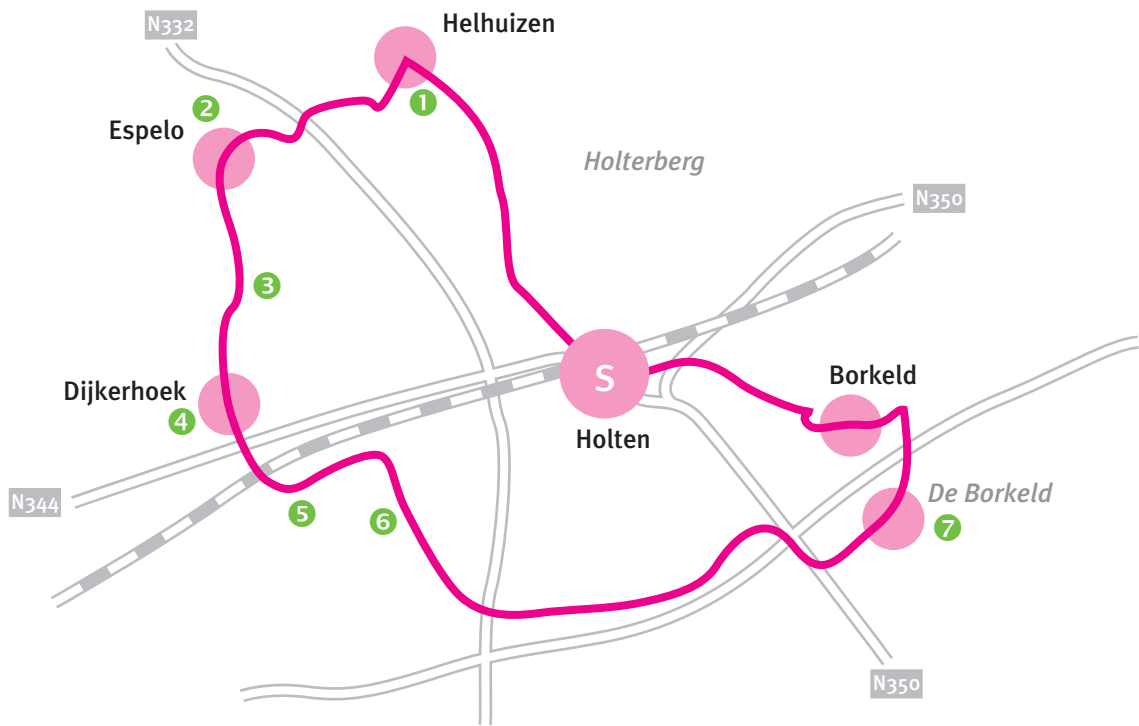 N332
Helhuizen
1
2
Espelo
Holterberg
N350
3
S
Dijkerhoek
4
Borkeld
Holten
N344
5
6
De Borkeld
7
N350